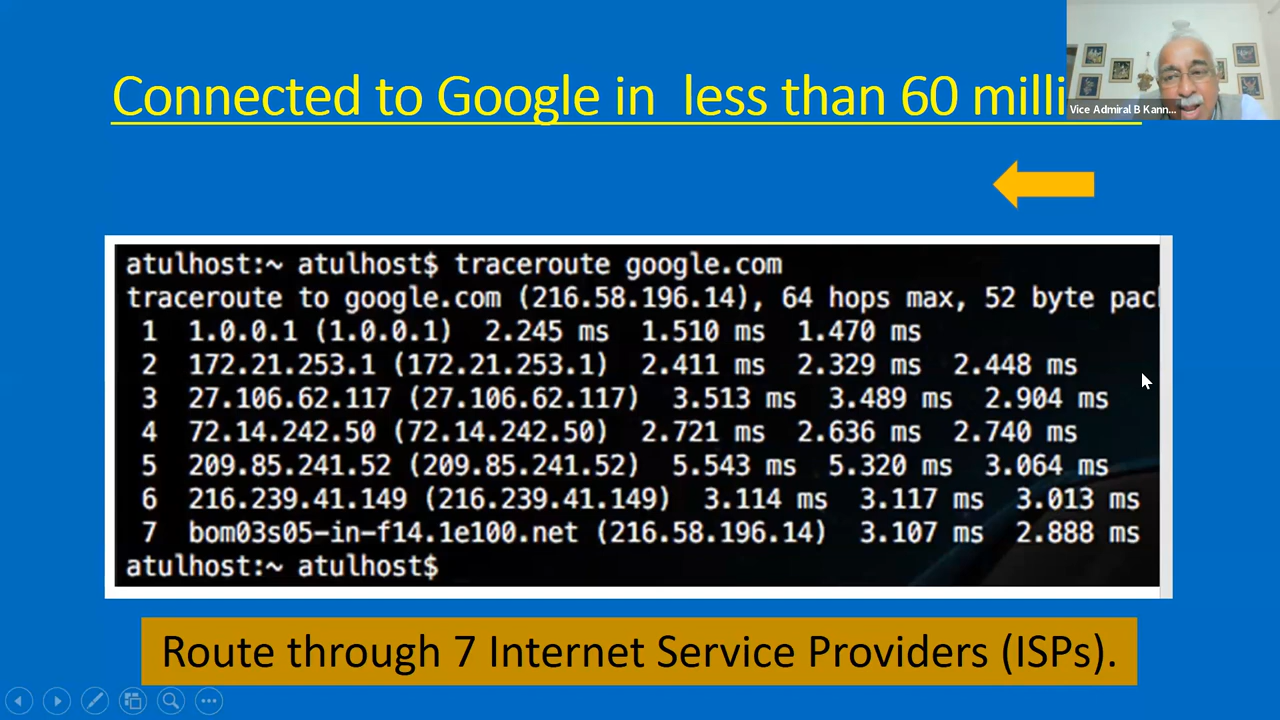 Connected to Google in less than 60 milli
Vice Admiral B Kann...
atulhost:~ atulhost$ traceroute google.com
traceroute to google.com (216.58.196.14), 64 hops max, 52 byte pac
1 1.0.0.1 (1.0.0.1) 2.245 ms 1.510 ms 1.470 ms
2 172.21.253.1 (172.21.253.1) 2.411 ms 2.329 ms 2.448 ms
3 27.106.62.117 (27.106.62.117) 3.513 ms 3.489 ms 2.904 ms
4 72.14.242.50 (72.14.242.50) 2.721 ms 2.636 ms 2.740 ms
5 209.85.241.52 (209.85.241.52) 5.543 ms 5.320 ms 3.064 ms
6 216.239.41.149 (216.239.41.149) 3.114 ms 3.117 ms 3.013 ms
7 bom03s05-in-f14.1e100.net (216.58.196.14) 3.107 ms 2.888 ms
atulhost:~ atulhost$
Route through 7 Internet Service Providers (ISPs).